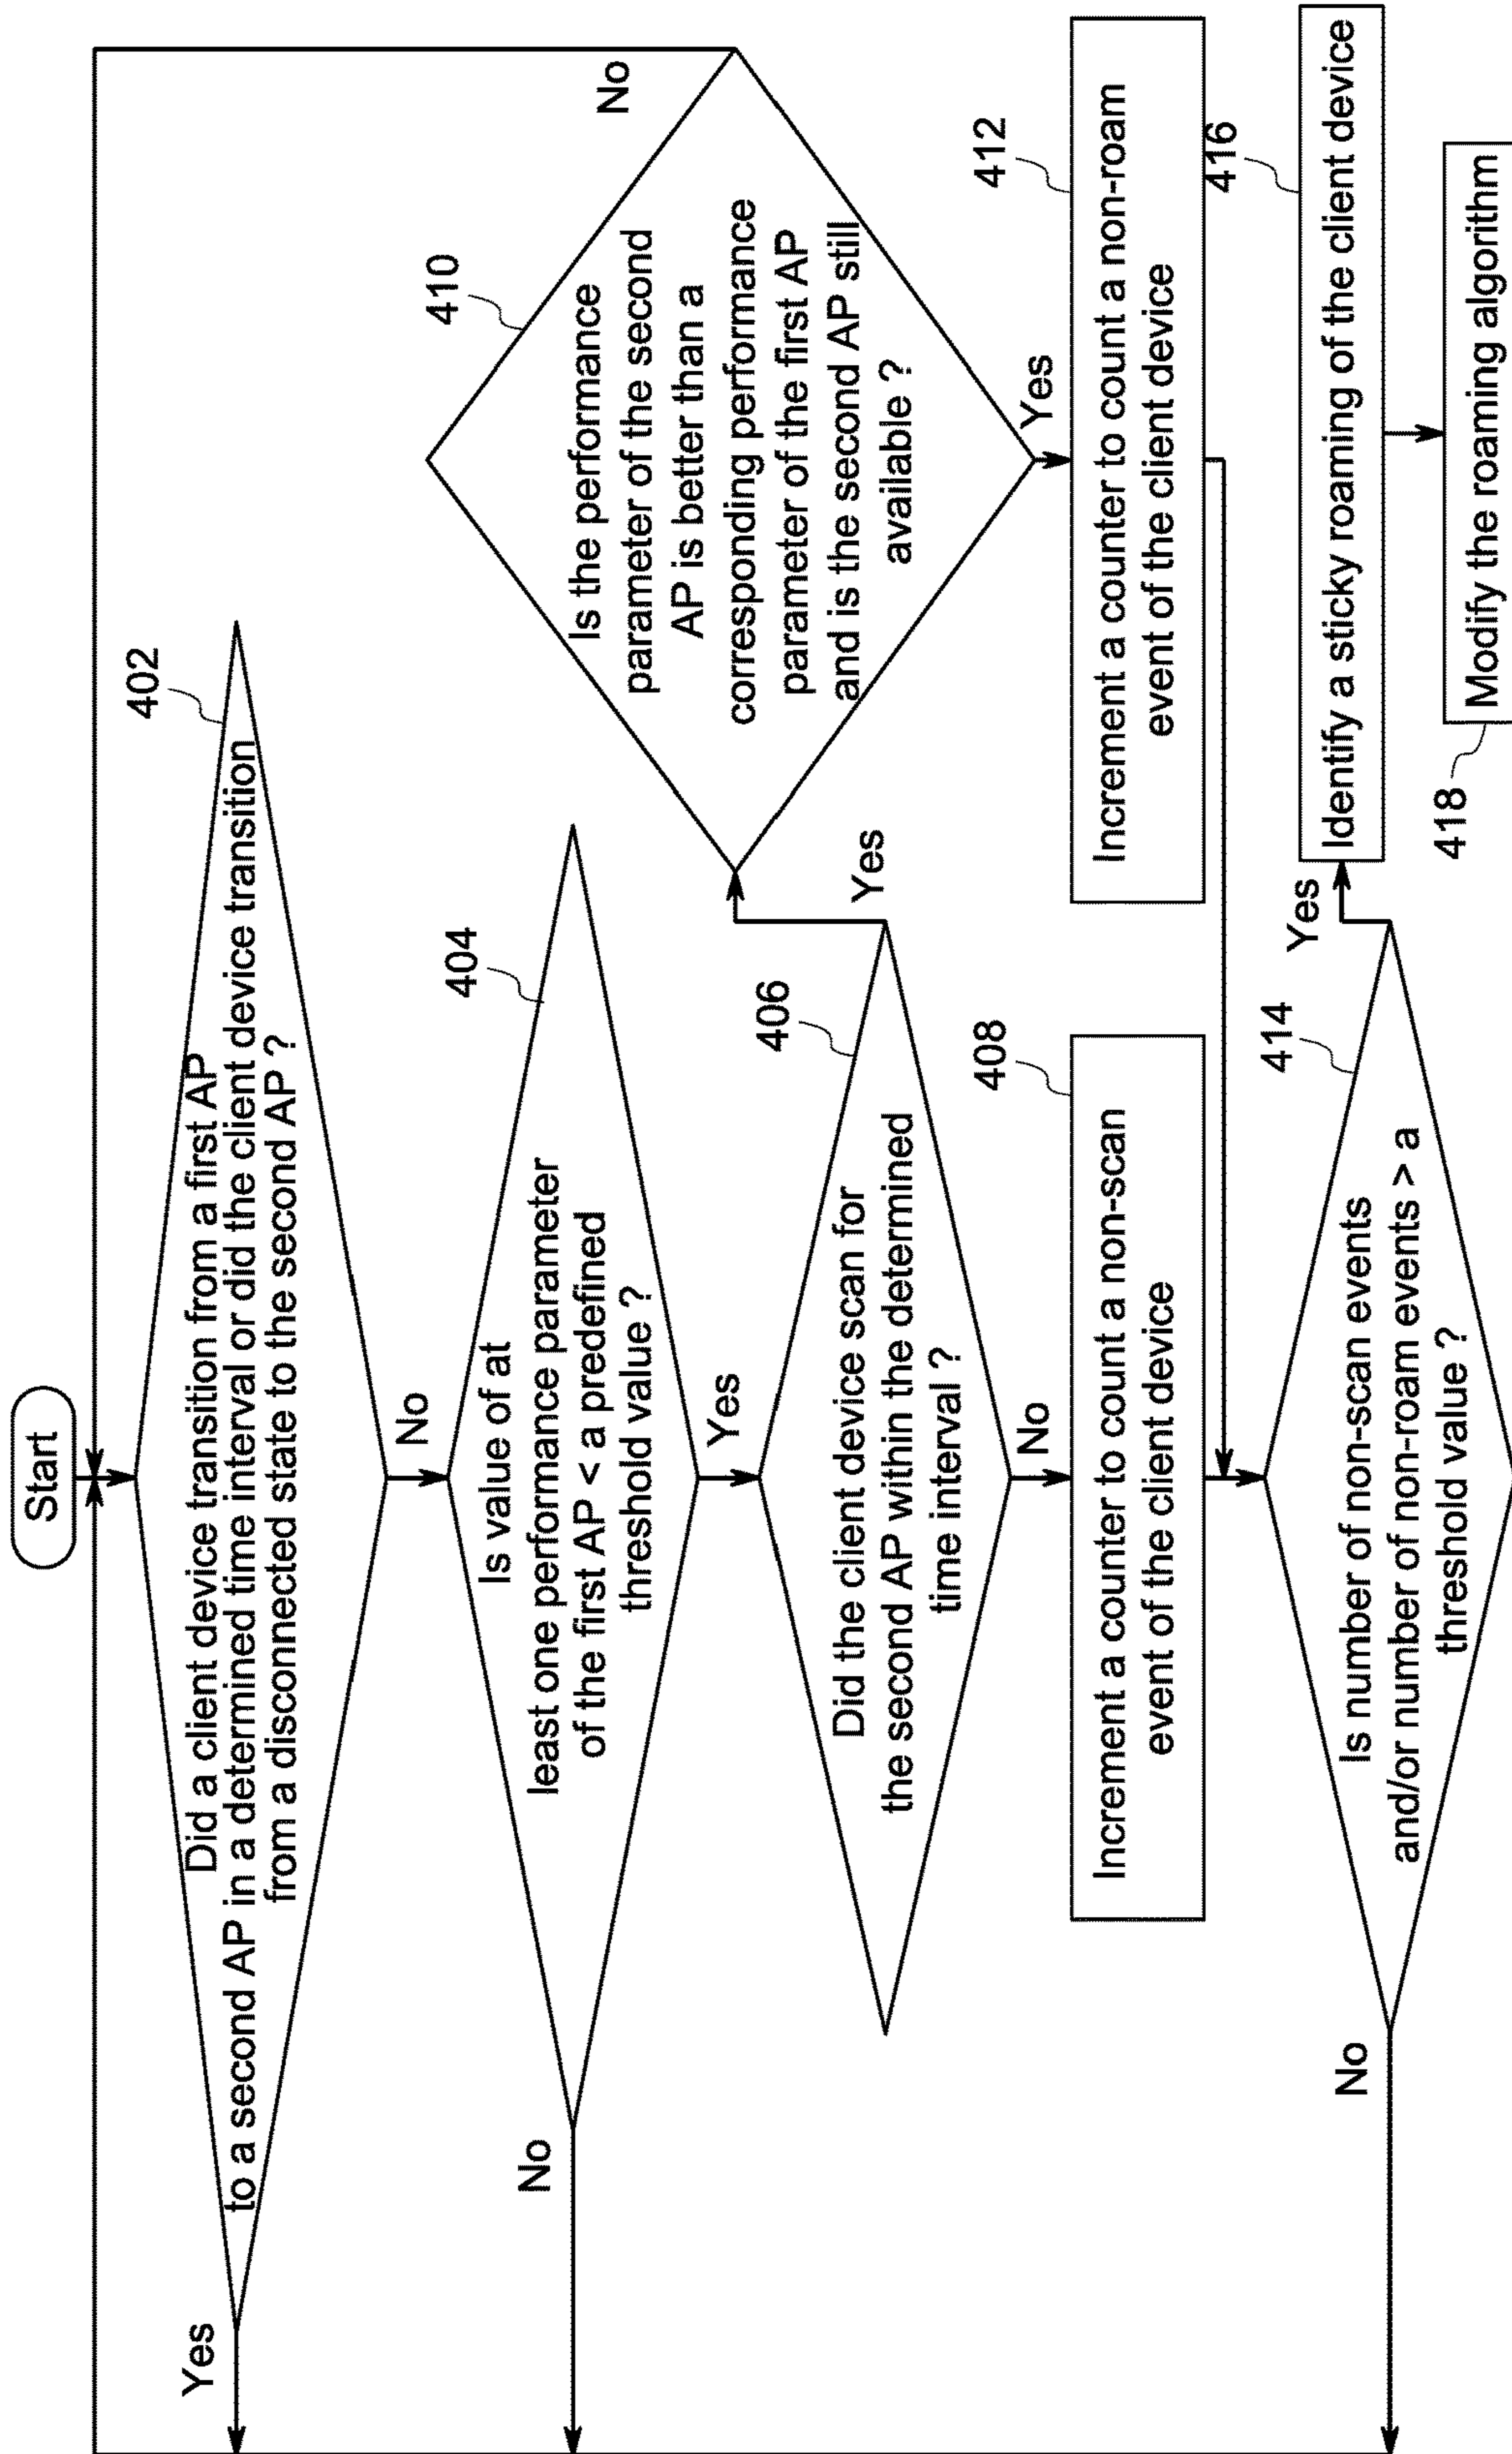 Start
402
Did a client device transition from a first AP
to a second AP in a determined time interval or did the client device transition
from a disconnected state to the second AP ?
Yes
No
404
Is value of at
least one performance parameter
of the first AP < a predefined
threshold value ?
No
Yes
406
Did the client device scan for
the second AP within the determined
time interval ?
Yes
No
410
Is the performance
parameter of the second
AP is better than a
corresponding performance
parameter of the first AP
and is the second AP still
available ?
No
Yes
408
Increment a counter to count a non-scan
event of the client device
412
Increment a counter to count a non-roam
event of the client device
414
Is number of non-scan events
and/or number of non-roam events > a
threshold value ?
No
Yes
416
Identify a sticky roaming of the client device
418
Modify the roaming algorithm